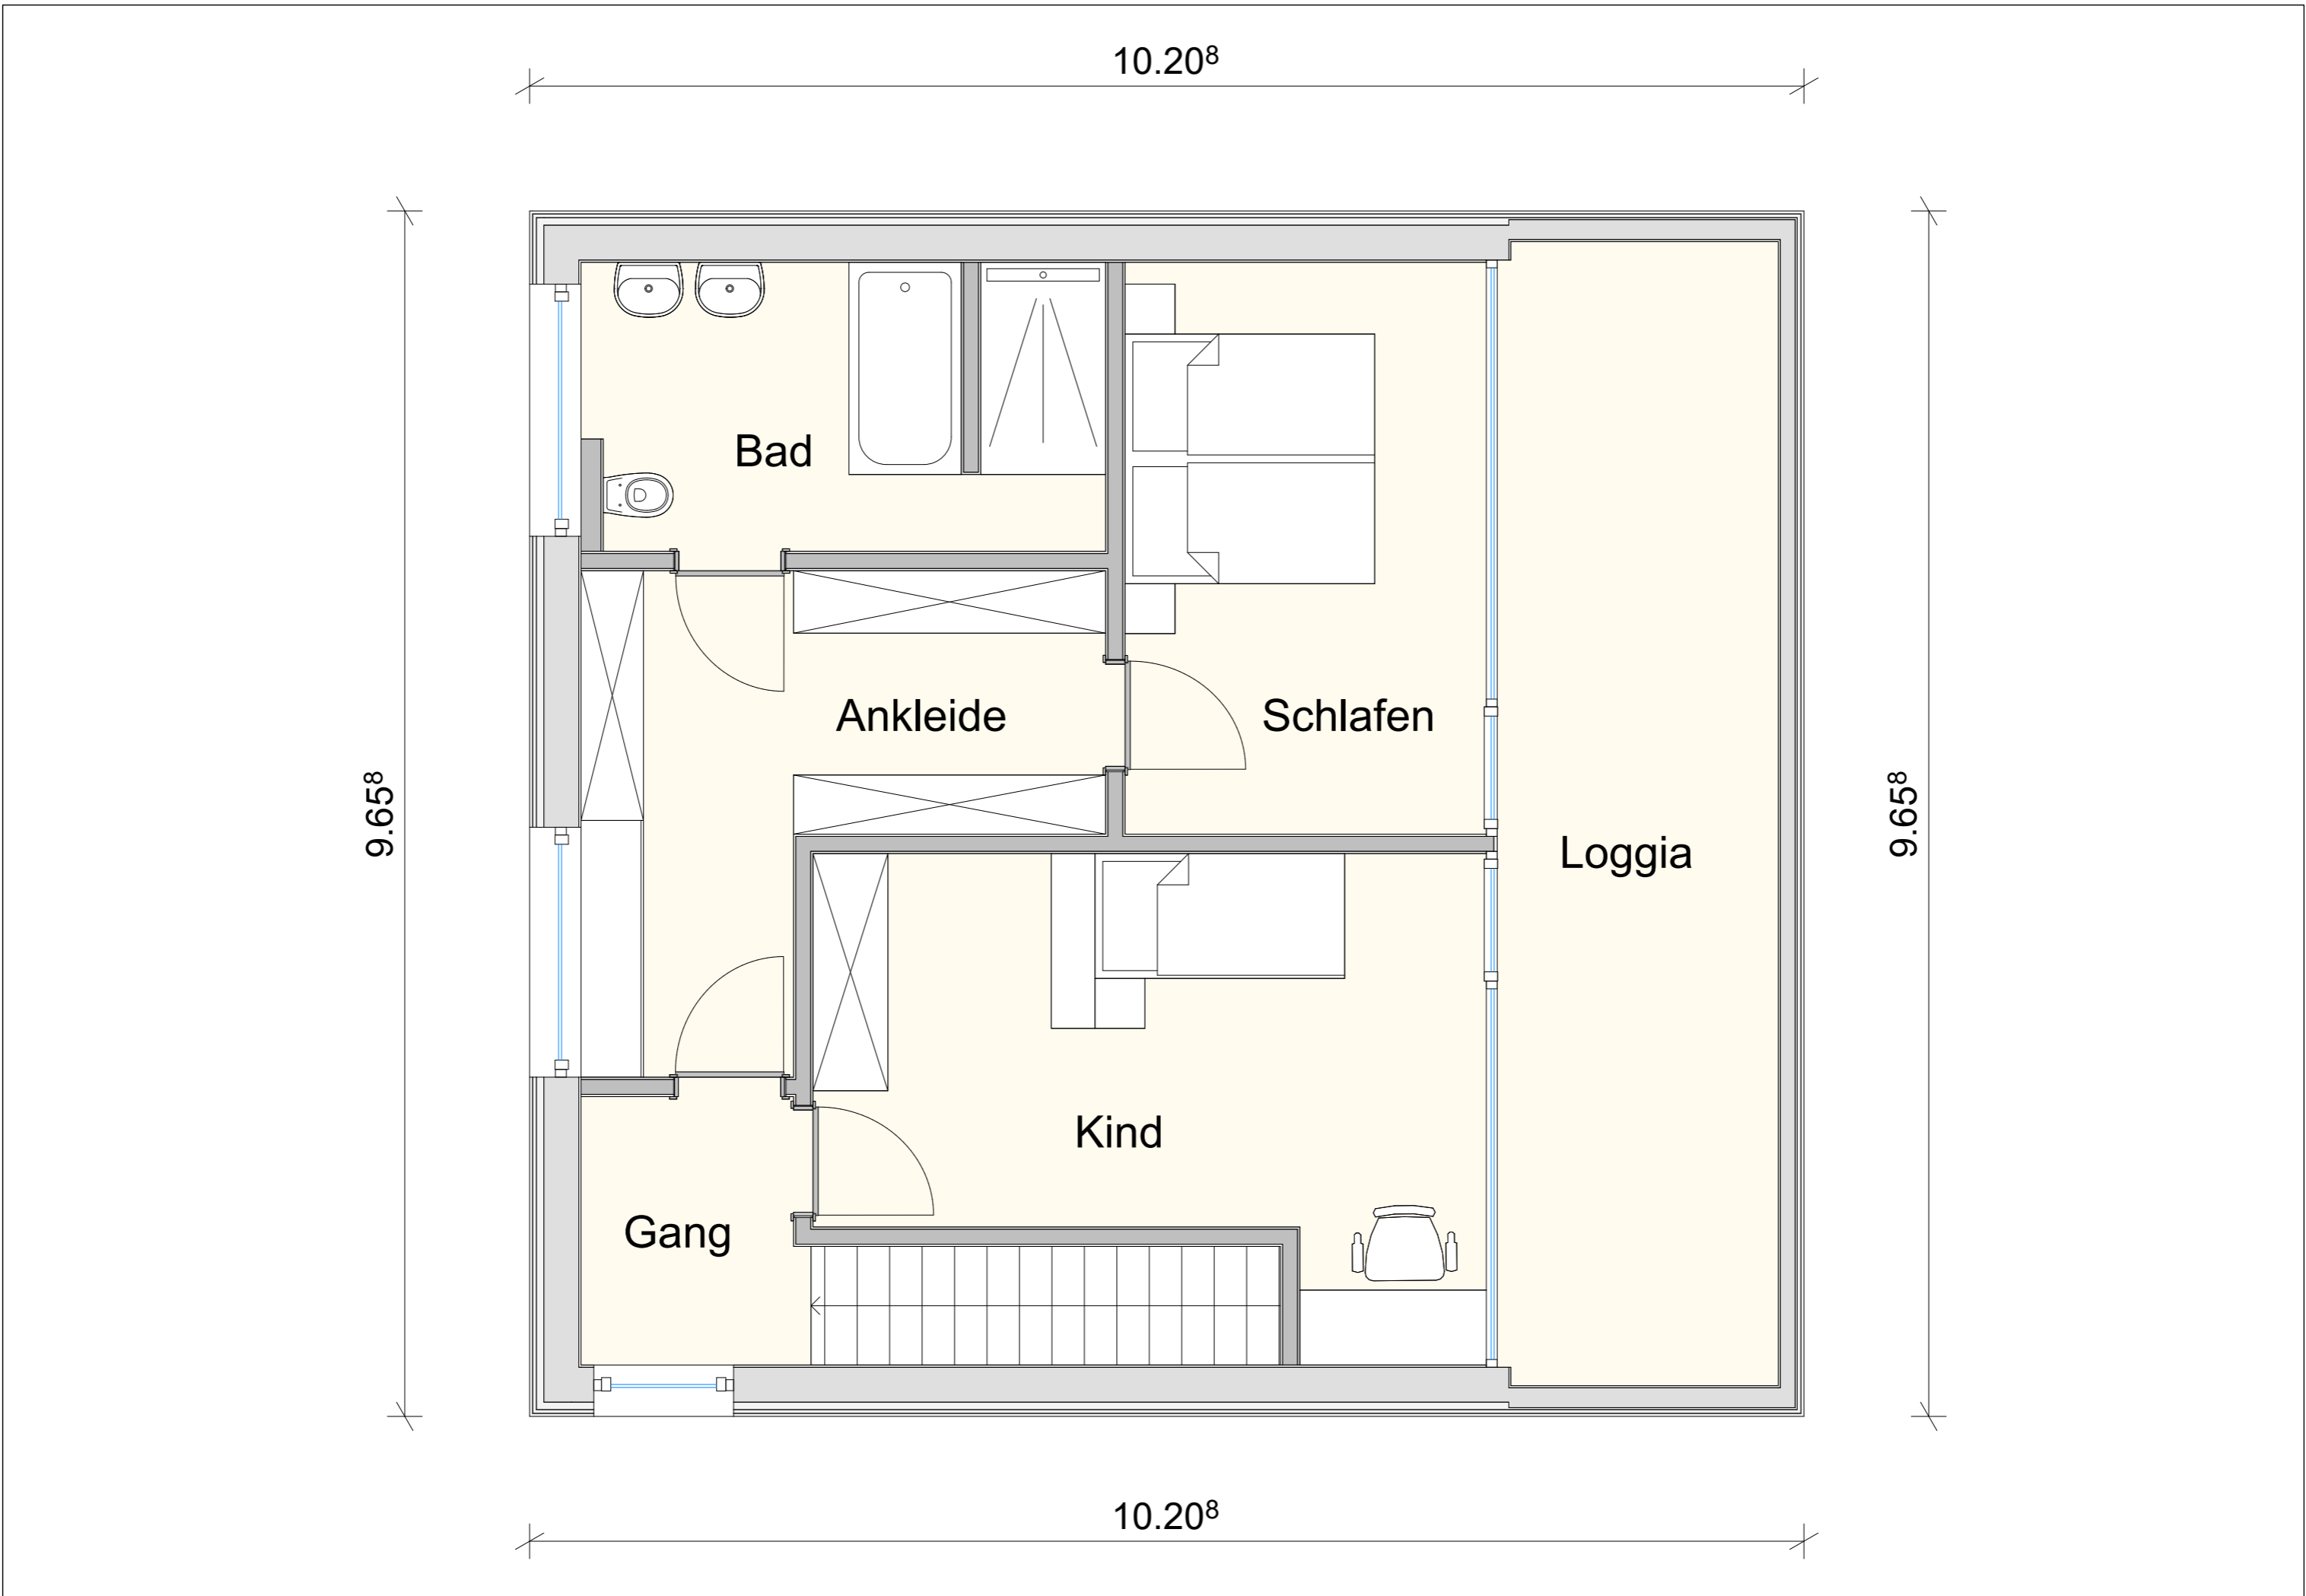 10.20⁸
Bad
Ankleide
Schlafen
9.65⁸
9.65⁸
Loggia
Kind
Gang
10.20⁸